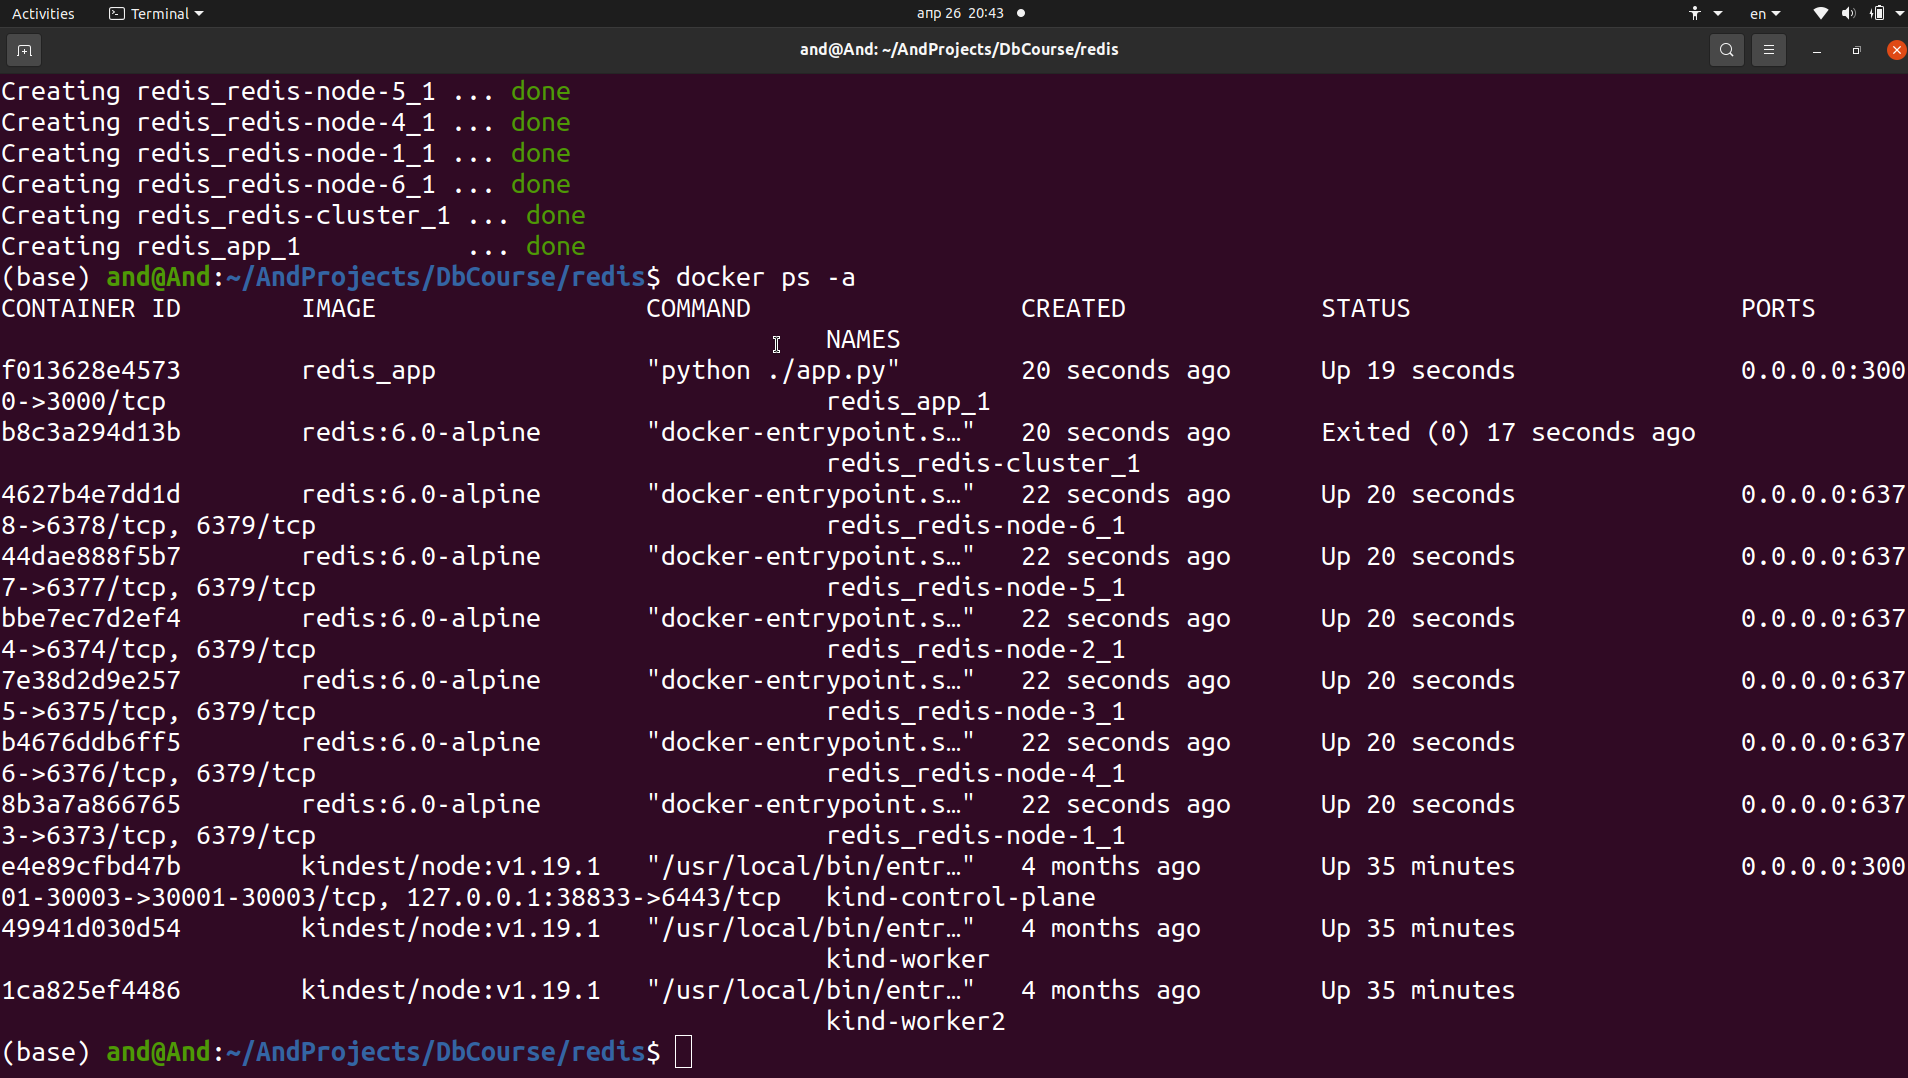 Activities Terminal апр 26 20:43 en
and@And: ~/AndProjects/DbCourse/redis
Creating redis_redis-node-5_1 ... done
Creating redis_redis-node-4_1 ... done
Creating redis_redis-node-1_1 ... done
Creating redis_redis-node-6_1 ... done
Creating redis_redis-cluster_1 ... done
Creating redis_app_1 ... done
(base) and@And:~/AndProjects/DbCourse/redis$ docker ps -a
CONTAINER ID IMAGE COMMAND CREATED STATUS PORTS
NAMES
f013628e4573 redis_app "python ./app.py" 20 seconds ago Up 19 seconds 0.0.0.0:300
0->3000/tcp redis_app_1
b8c3a294d13b redis:6.0-alpine "docker-entrypoint.s…" 20 seconds ago Exited (0) 17 seconds ago
redis_redis-cluster_1
4627b4e7dd1d redis:6.0-alpine "docker-entrypoint.s…" 22 seconds ago Up 20 seconds 0.0.0.0:637
8->6378/tcp, 6379/tcp redis_redis-node-6_1
44dae888f5b7 redis:6.0-alpine "docker-entrypoint.s…" 22 seconds ago Up 20 seconds 0.0.0.0:637
7->6377/tcp, 6379/tcp redis_redis-node-5_1
bbe7ec7d2ef4 redis:6.0-alpine "docker-entrypoint.s…" 22 seconds ago Up 20 seconds 0.0.0.0:637
4->6374/tcp, 6379/tcp redis_redis-node-2_1
7e38d2d9e257 redis:6.0-alpine "docker-entrypoint.s…" 22 seconds ago Up 20 seconds 0.0.0.0:637
5->6375/tcp, 6379/tcp redis_redis-node-3_1
b4676ddb6ff5 redis:6.0-alpine "docker-entrypoint.s…" 22 seconds ago Up 20 seconds 0.0.0.0:637
6->6376/tcp, 6379/tcp redis_redis-node-4_1
8b3a7a866765 redis:6.0-alpine "docker-entrypoint.s…" 22 seconds ago Up 20 seconds 0.0.0.0:637
3->6373/tcp, 6379/tcp redis_redis-node-1_1
e4e89cfbd47b kindest/node:v1.19.1 "/usr/local/bin/entr…" 4 months ago Up 35 minutes 0.0.0.0:300
01-30003->30001-30003/tcp, 127.0.0.1:38833->6443/tcp kind-control-plane
49941d030d54 kindest/node:v1.19.1 "/usr/local/bin/entr…" 4 months ago Up 35 minutes
kind-worker
1ca825ef4486 kindest/node:v1.19.1 "/usr/local/bin/entr…" 4 months ago Up 35 minutes
kind-worker2
(base) and@And:~/AndProjects/DbCourse/redis$